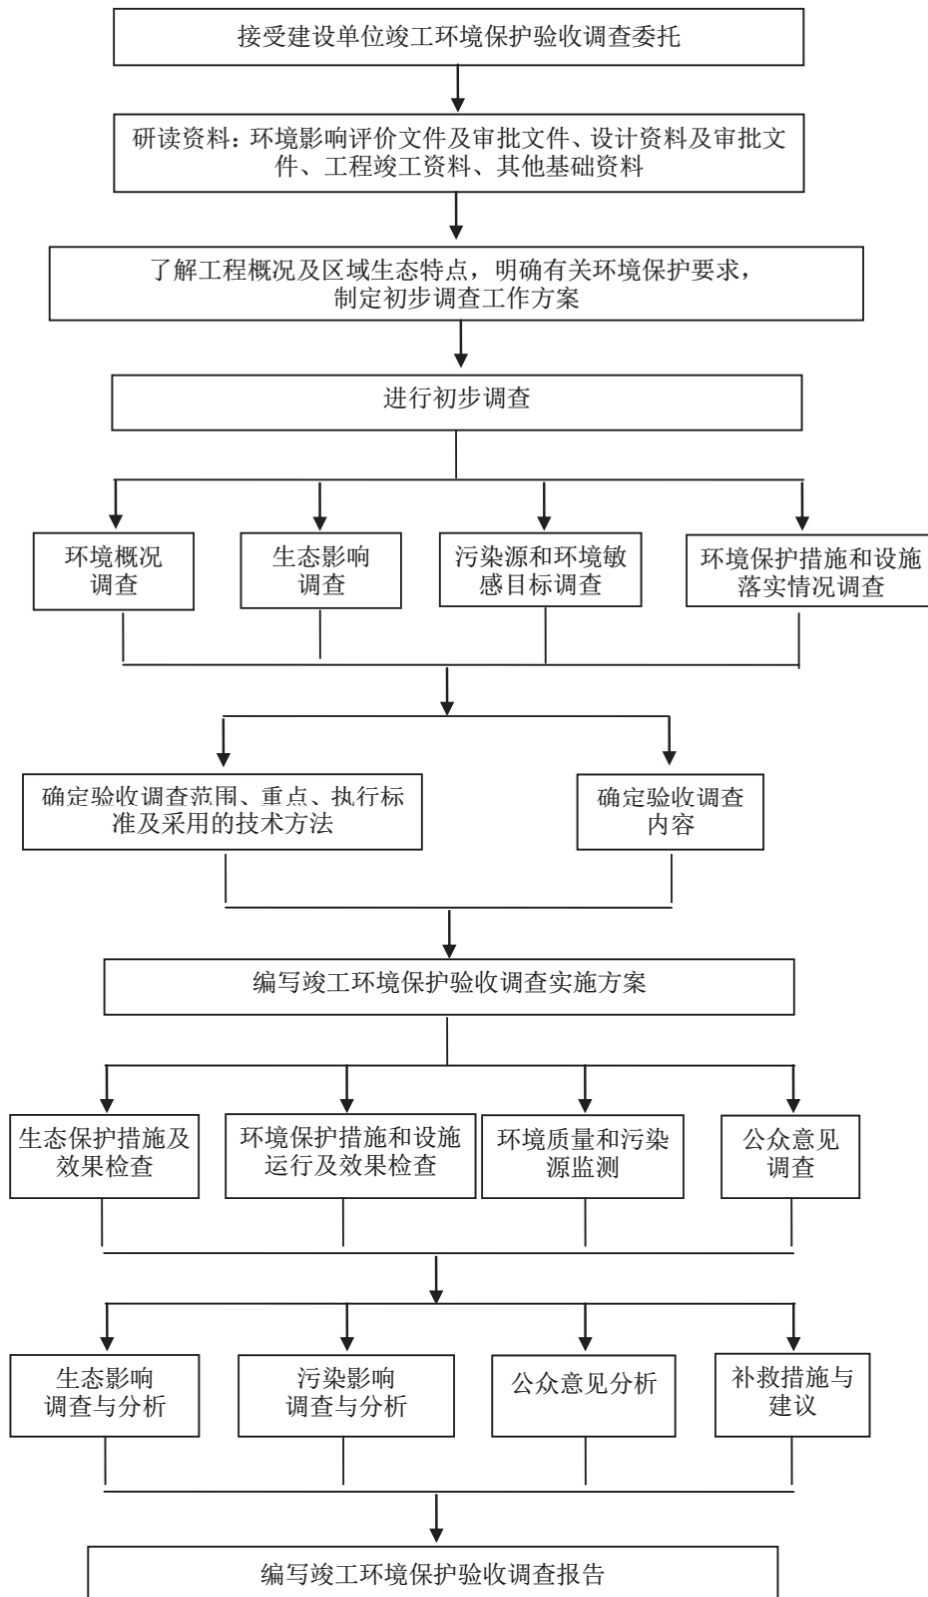 接受建设单位竣工环境保护验收调查委托
研读资料：环境影响评价文件及审批文件、设计资料及审批文
件、工程竣工资料、其他基础资料
了解工程概况及区域生态特点，明确有关环境保护要求，
制定初步调查工作方案
进行初步调查
环境概况
调查
生态影响
调查
污染源和环境敏
感目标调查
环境保护措施和设施
落实情况调查
确定验收调查范围、重点、执行标
准及采用的技术方法
确定验收调查
内容
编写竣工环境保护验收调查实施方案
生态保护措施及
效果检查
环境保护措施和设施
运行及效果检查
环境质量和污染
源监测
公众意见
调查
生态影响
调查与分析
污染影响
调查与分析
公众意见分析
补救措施与
建议
编写竣工环境保护验收调查报告